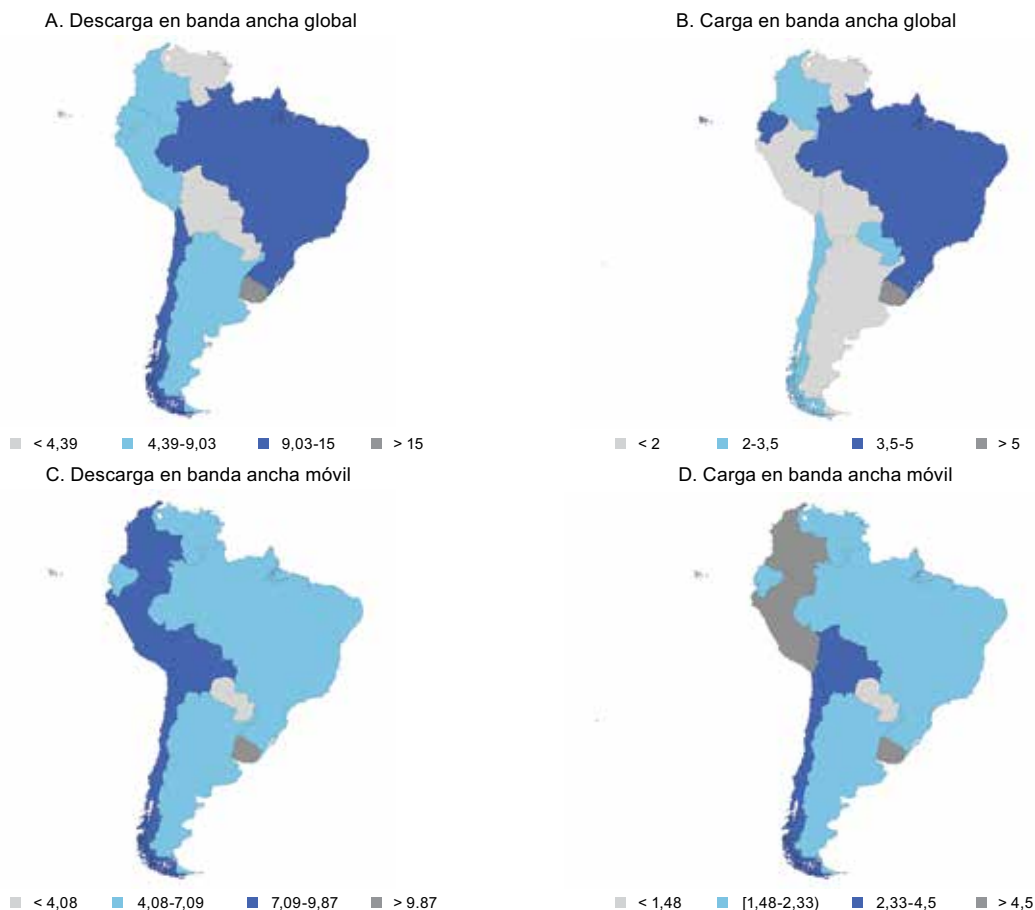 A. Descarga en banda ancha global
B. Carga en banda ancha global
< 4,39 4,39-9,03 9,03-15 > 15
< 2 2-3,5 3,5-5 > 5
C. Descarga en banda ancha móvil
D. Carga en banda ancha móvil
< 4,08 4,08-7,09 7,09-9,87 > 9.87
< 1,48 [1,48-2,33) 2,33-4,5 > 4,5